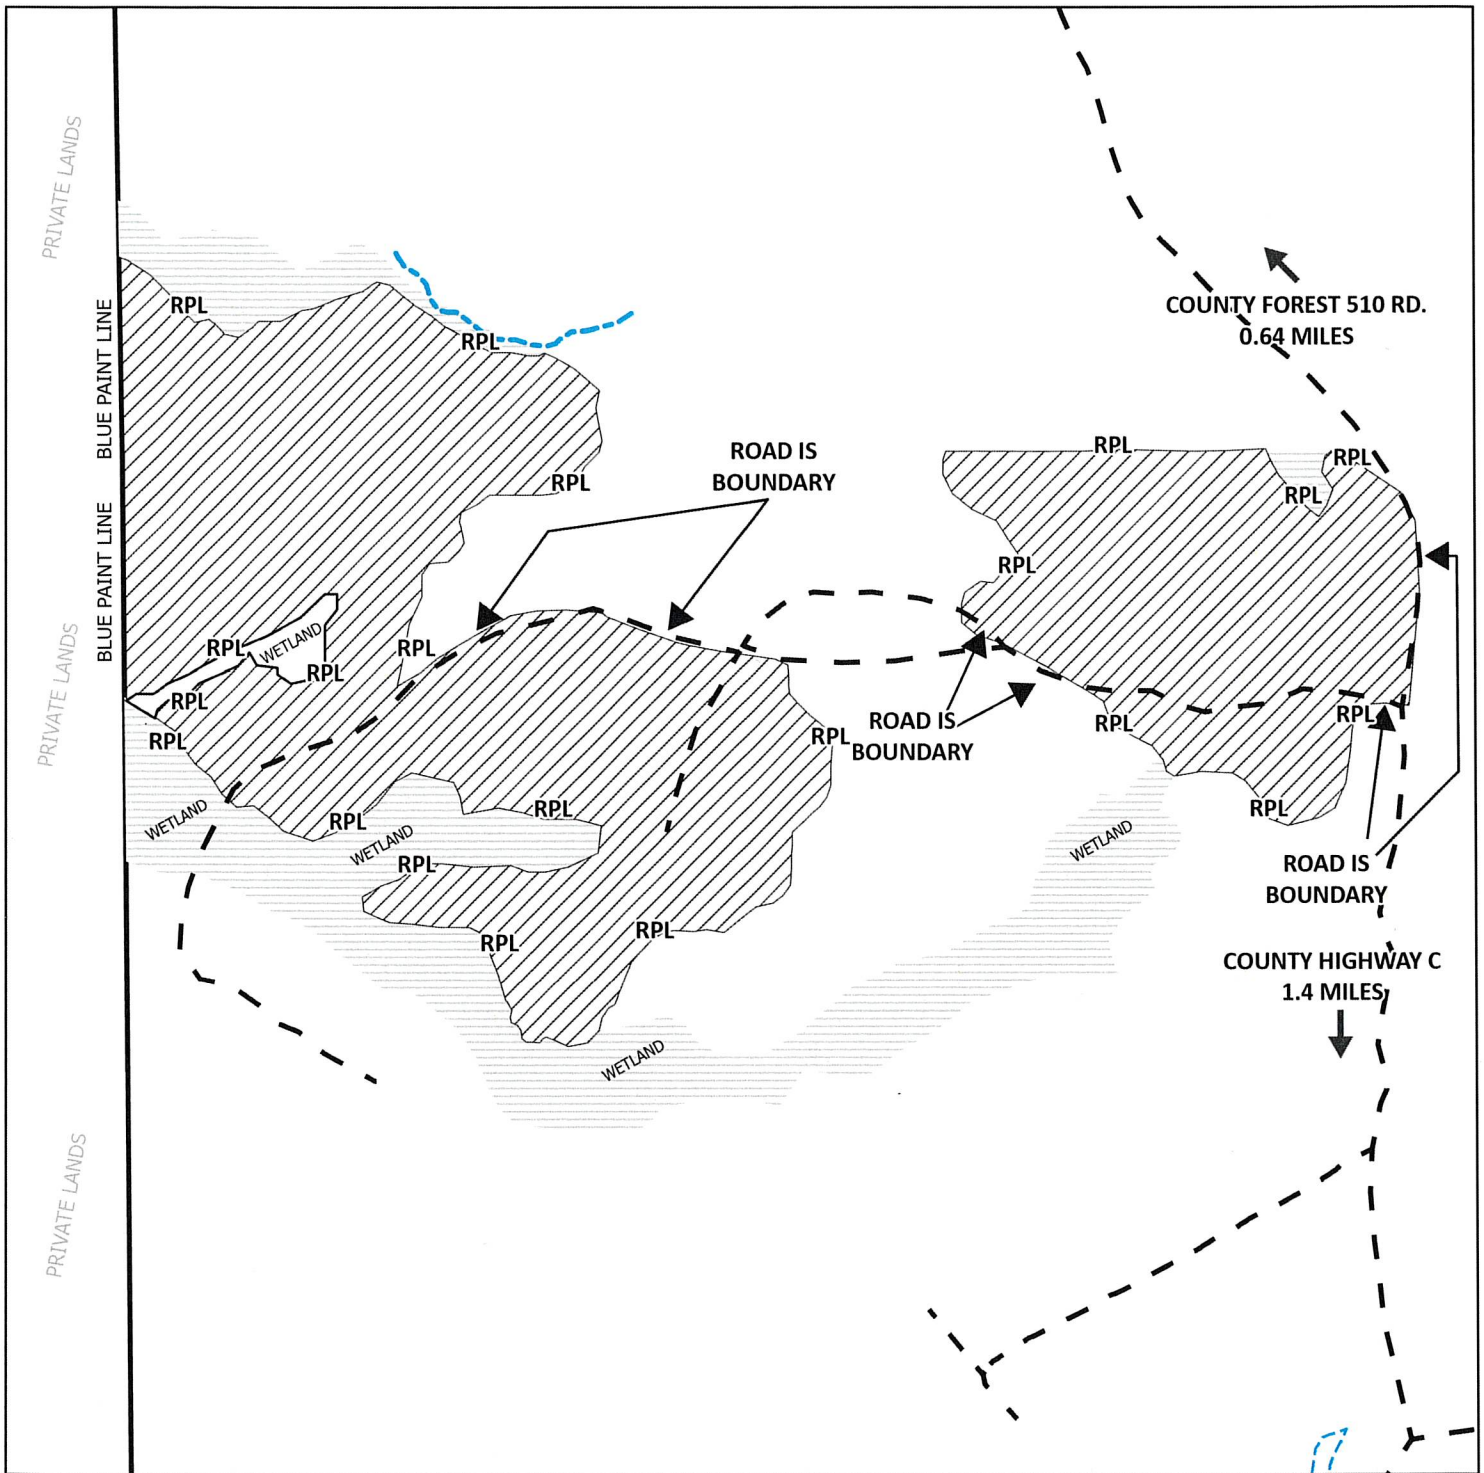 PRIVATE LANDS
BLUE PAINT LINE
BLUE PAINT LINE
PRIVATE LANDS
PRIVATE LANDS
RPL
RPL
RPL
RPL
RPL
WETLAND
RPL
RPL
RPL
WETLAND
RPL
WETLAND
RPL
RPL
RPL
RPL
RPL
WETLAND
ROAD IS
BOUNDARY
COUNTY FOREST 510 RD.
0.64 MILES
RPL
RPL
RPL
RPL
ROAD IS
BOUNDARY
RPL
RPL
RPL
WETLAND
ROAD IS
BOUNDARY
COUNTY HIGHWAY C
1.4 MILES